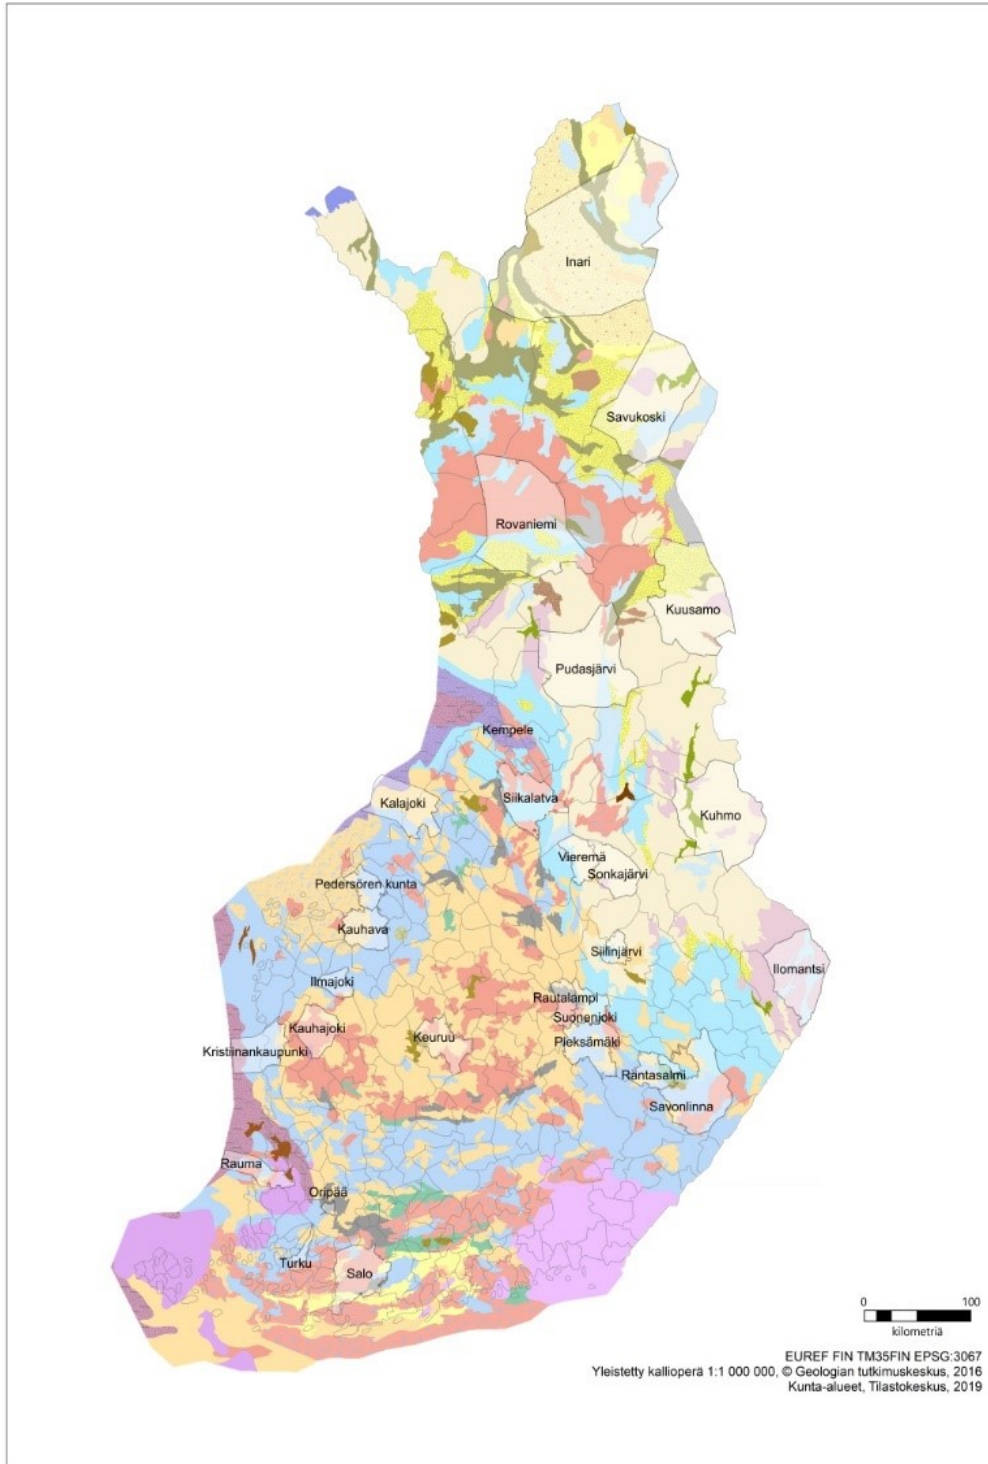 Inari
Savukoski
Rovaniemi
Kuusamo
Pudasjärvi
Kempele
Siikalatva
Kalajoki
Kuhmo
Vieremä
Sonkajärvi
Pedersören kunta
Kauhava
Siilinjärvi
Ilomantsi
Ilmajoki
Rautalampi
Suonenjoki
Kauhajoki
Keuruu
Pieksämäki
Kristiinankaupunki
Rantasalmi
Savonlinna
Rauma
Oripää
Turku
Salo
0 100
kilometriä
EUREF FIN TM35FIN EPSG:3067
Yleistetty kallioperä 1:1 000 000, © Geologian tutkimuskeskus, 2016
Kunta-alueet, Tilastokeskus, 2019